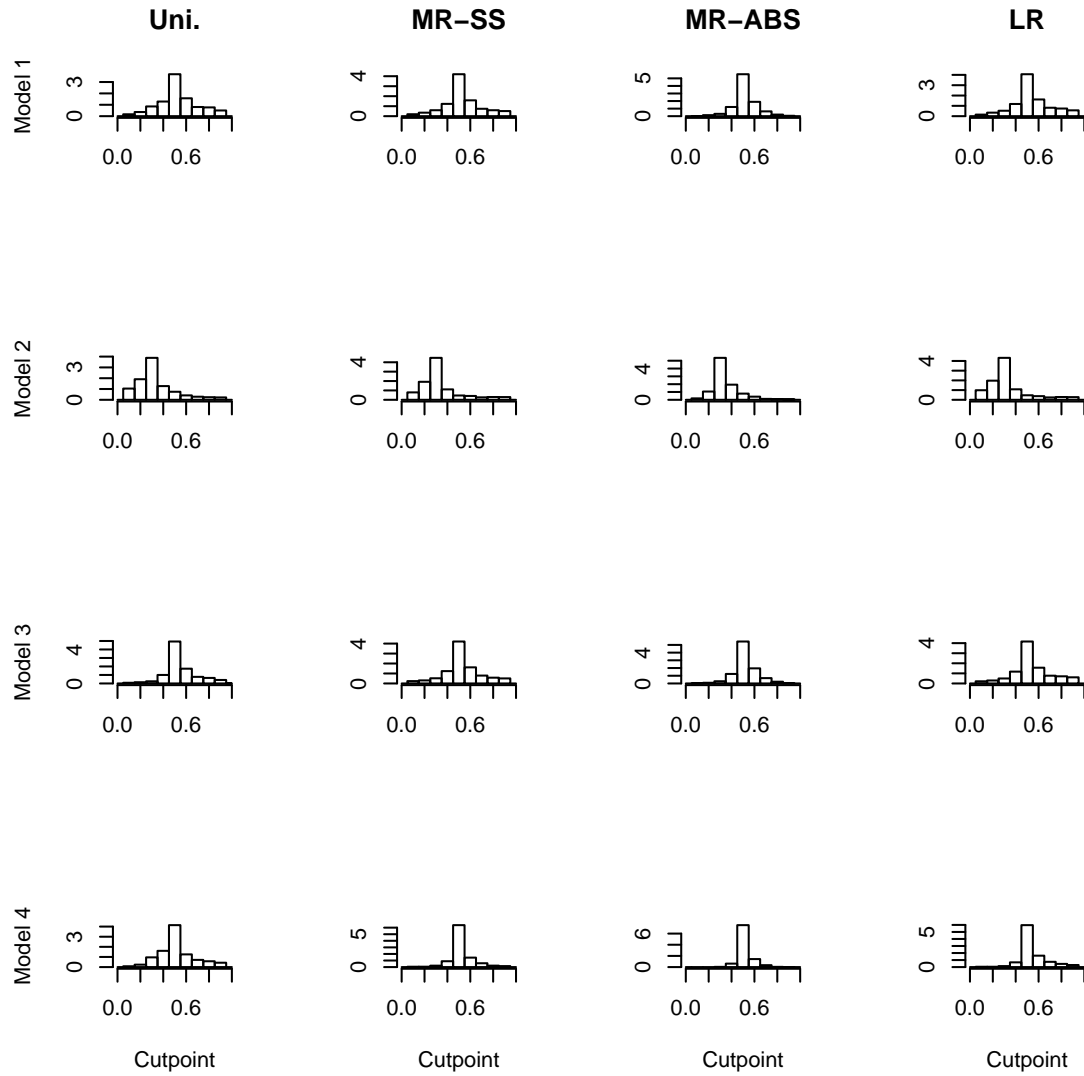 Uni. MR−SS MR−ABS LR
Model 1 0 3 0 4 0 5 0 3
0.0 0.6 0.0 0.6 0.0 0.6 0.0 0.6
Model 2 0 3 0 4 0 4 0 4
0.0 0.6 0.0 0.6 0.0 0.6 0.0 0.6
Model 3 0 4 0 4 0 4 0 4
0.0 0.6 0.0 0.6 0.0 0.6 0.0 0.6
Model 4 0 3 0 5 0 6 0 5
0.0 0.6 0.0 0.6 0.0 0.6 0.0 0.6
Cutpoint Cutpoint Cutpoint Cutpoint